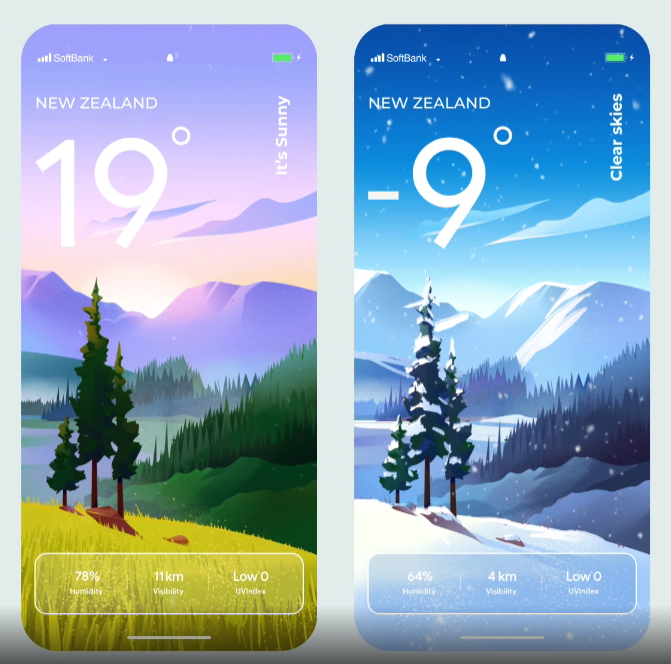 SoftBank
NEW ZEALAND
19°
It's Sunny
78%
Humidity
11km
Visibility
Low 0
UVIndex
SoftBank
NEW ZEALAND
-9°
Clear skies
64%
Humidity
4 km
Visibility
Low 0
UVIndex